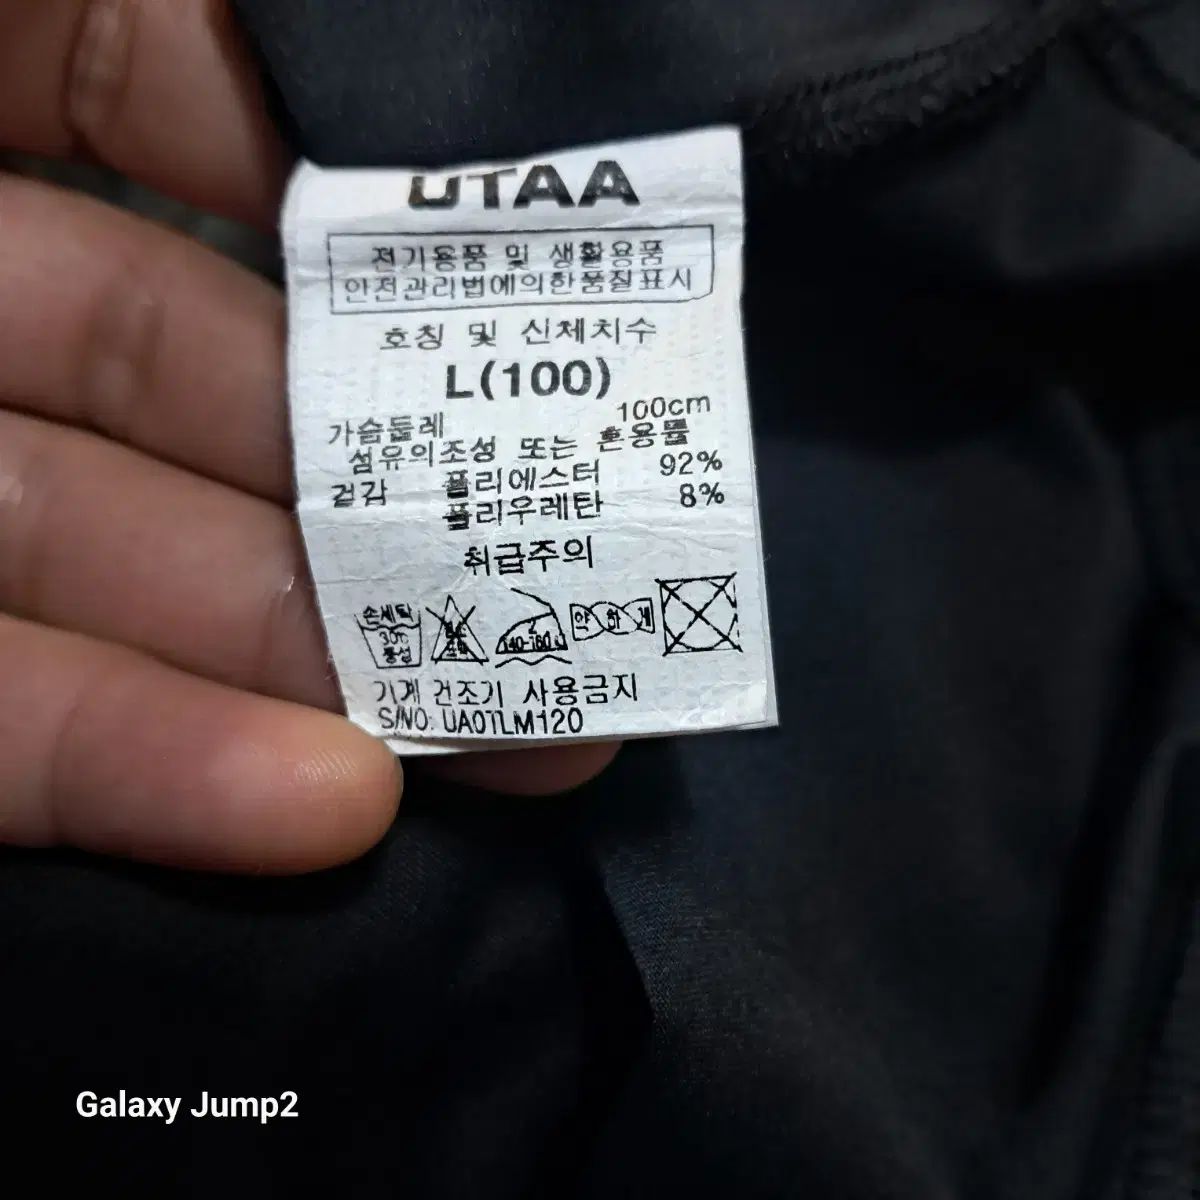 UTAA
전기용품 및 생활용품
안전관리법에의한품질표시
호칭 및 신체치수
L(100)
가슴둘레 100cm
섬유의조성 또는 혼용률
겉감 폴리에스터 92%
폴리우레탄 8%
취급주의
손세탁
30℃
중성
140-160℃
약하게
기계 건조기 사용금지
S/NO: UA0TLM120
Galaxy Jump2